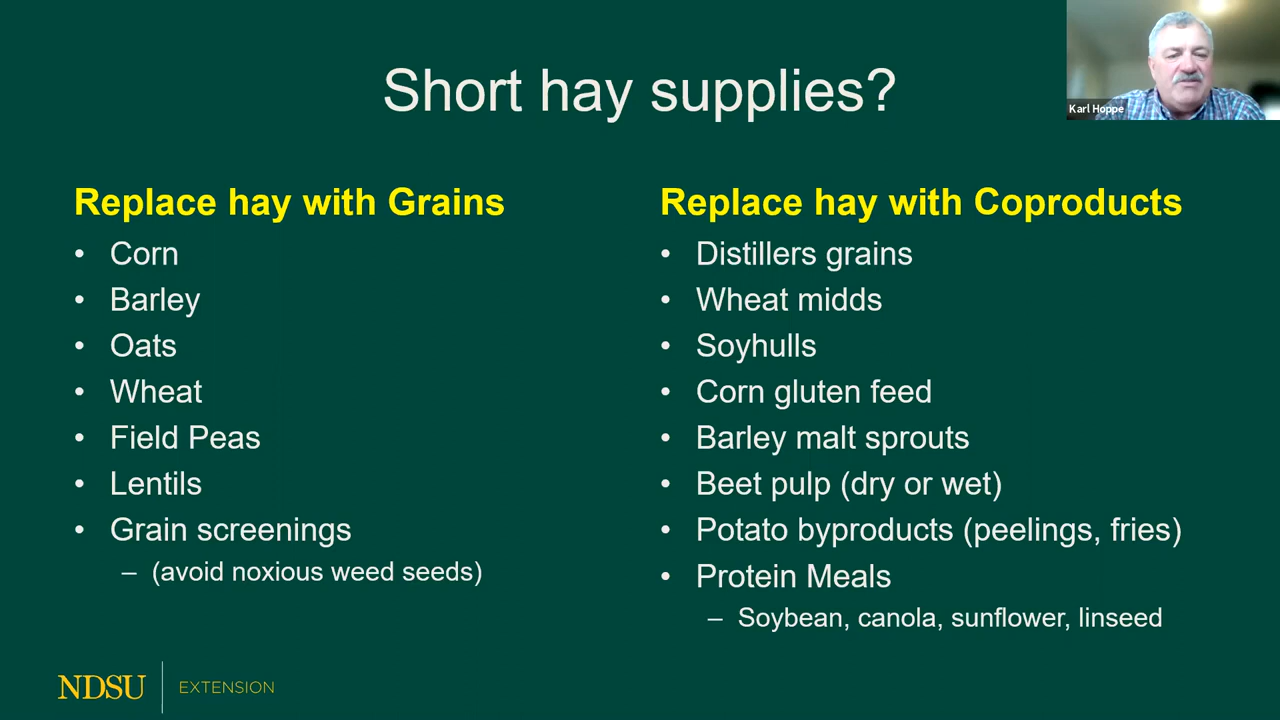 Short hay supplies?
Karl Hoppe
Replace hay with Grains
• Corn
• Barley
• Oats
• Wheat
• Field Peas
• Lentils
• Grain screenings
– (avoid noxious weed seeds)
Replace hay with Coproducts
• Distillers grains
• Wheat midds
• Soyhulls
• Corn gluten feed
• Barley malt sprouts
• Beet pulp (dry or wet)
• Potato byproducts (peelings, fries)
• Protein Meals
– Soybean, canola, sunflower, linseed
NDSU EXTENSION